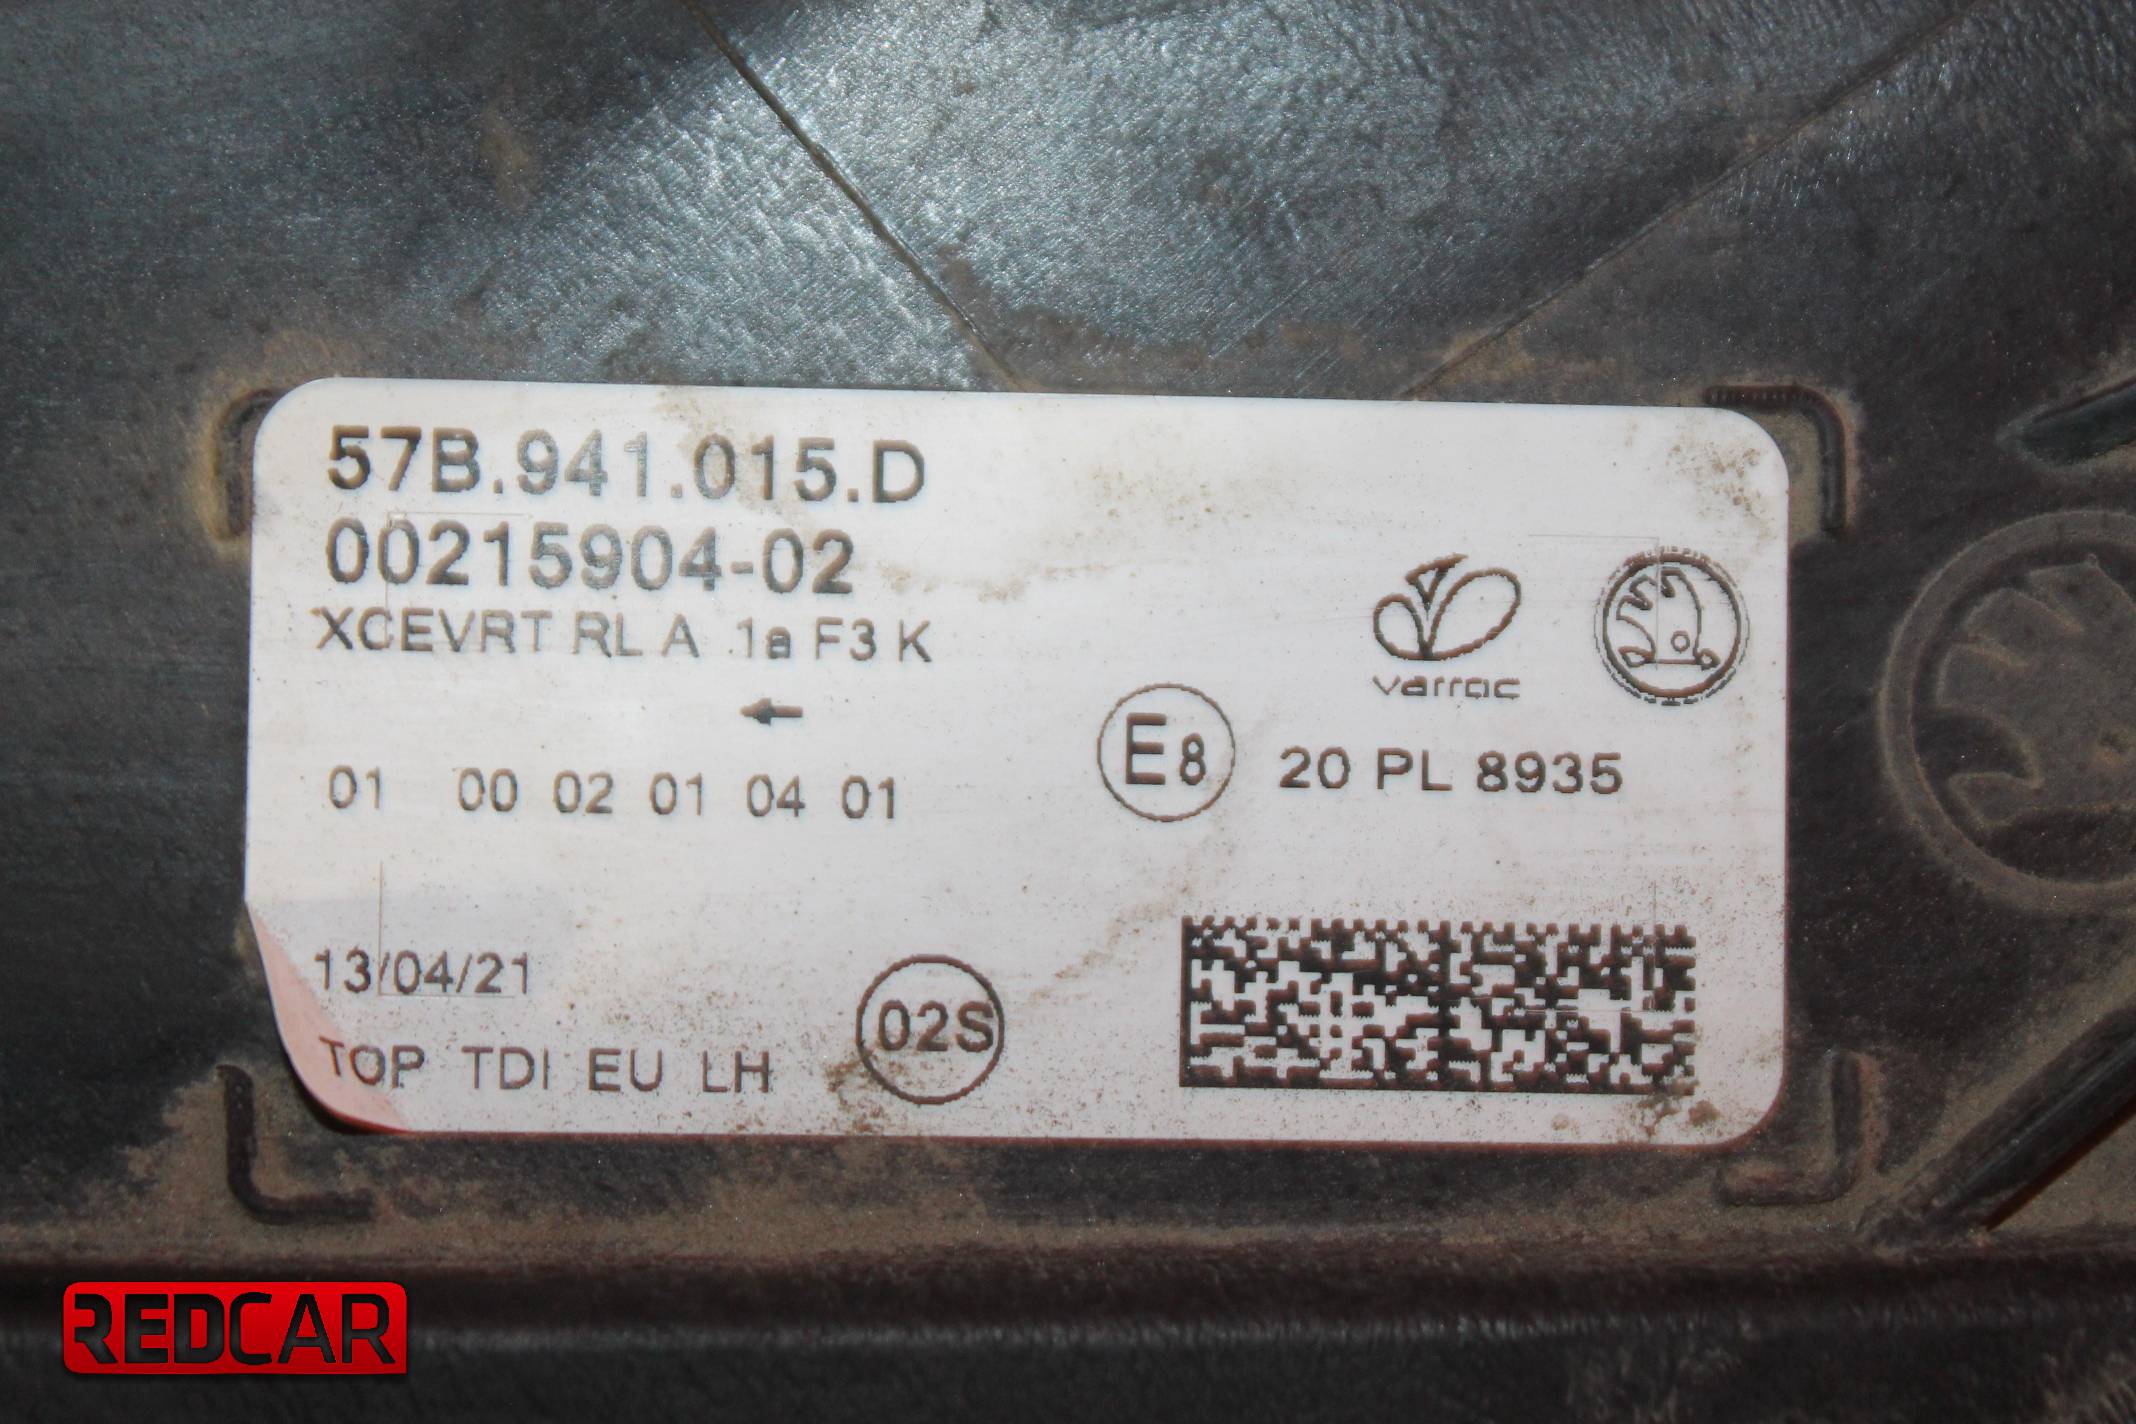 57B.941.015.D
00215904-02
XCEVRT RL A 1a F3 K
varroc
E8 20 PL 8935
01 00 02 01 04 01
13/04/21
02S
TOP TDI EU LH
REDCAR